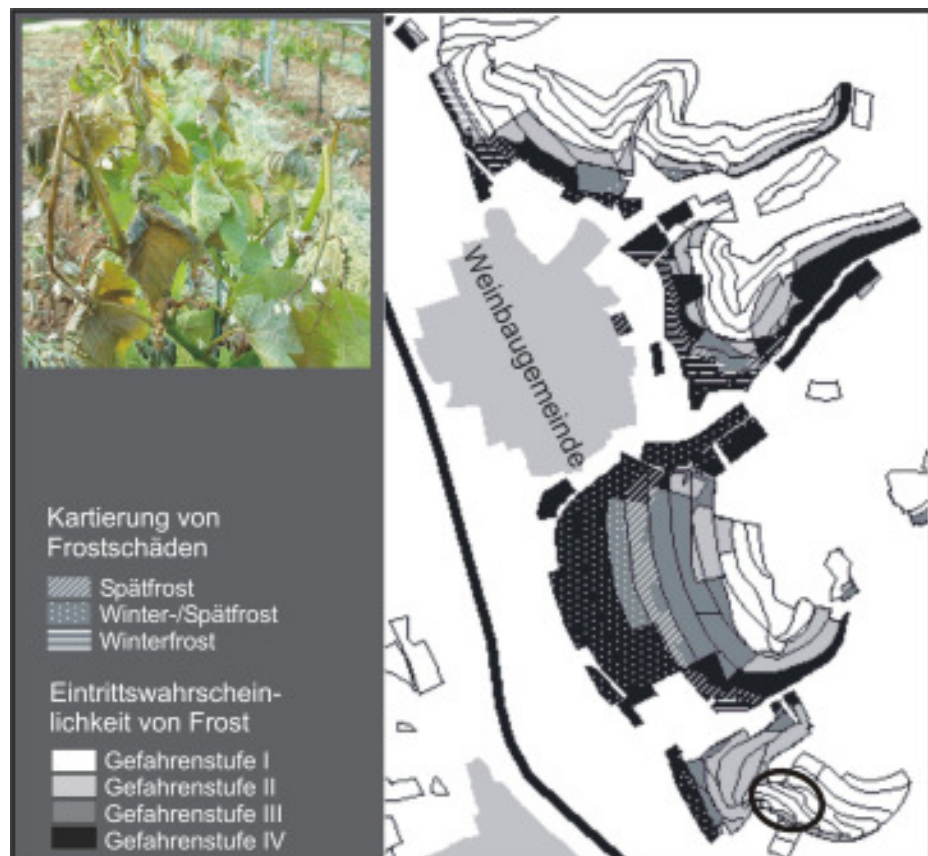 Weinbaugemeinde
Kartierung von
Frostschäden
Spätfrost
Winter-/Spätfrost
Winterfrost
Eintrittswahrschein-
lichkeit von Frost
Gefahrenstufe I
Gefahrenstufe II
Gefahrenstufe III
Gefahrenstufe IV